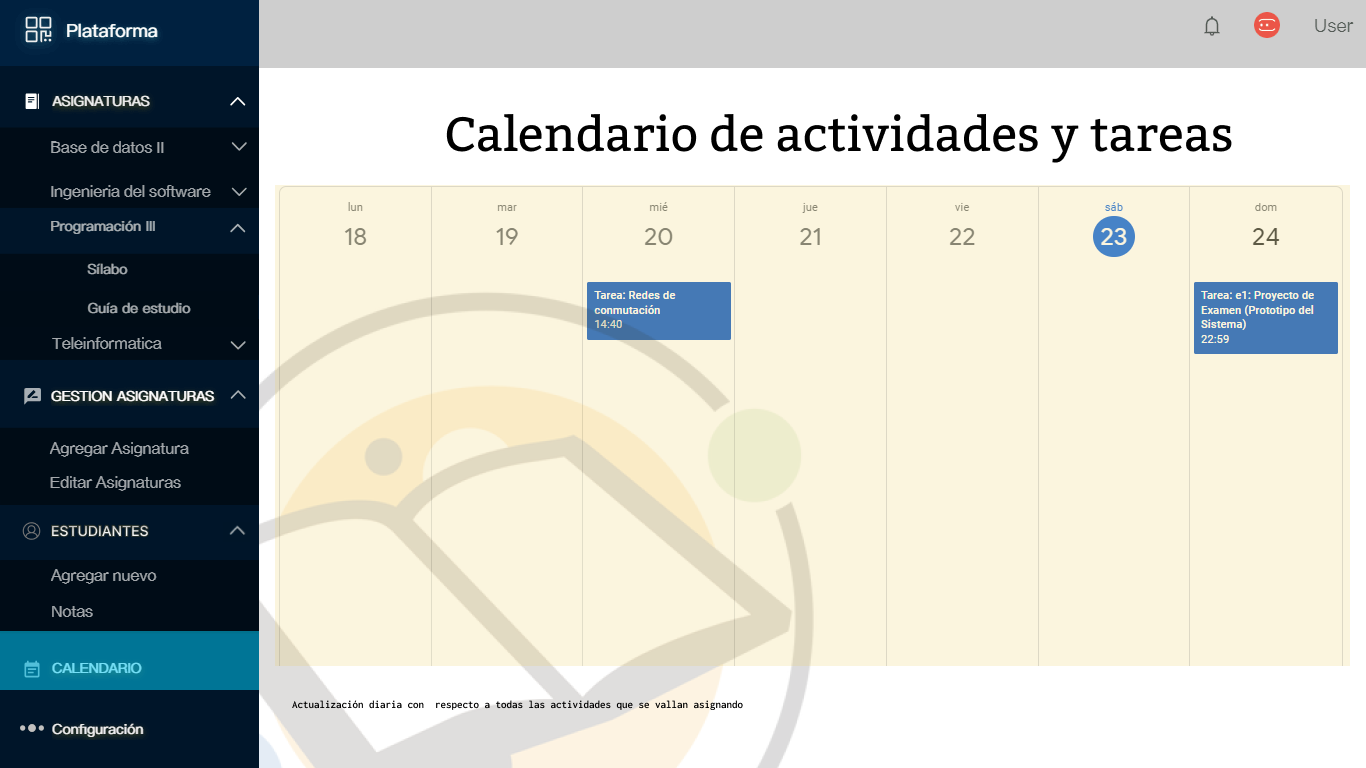 Plataforma
User
ASIGNATURAS
Base de datos II
Ingenieria del software
Programación III
Sílabo
Guía de estudio
Teleinformatica
GESTION ASIGNATURAS
Agregar Asignatura
Editar Asignaturas
ESTUDIANTES
Agregar nuevo
Notas
CALENDARIO
Configuración
Calendario de actividades y tareas
lun mar mié jue vie sáb dom
18 19 20 21 22 23 24
Tarea: Redes de
conmutación
14:40
Tarea: e1: Proyecto de
Examen (Prototipo del
Sistema)
22:59
Actualización diaria con respecto a todas las actividades que se vallan asignando